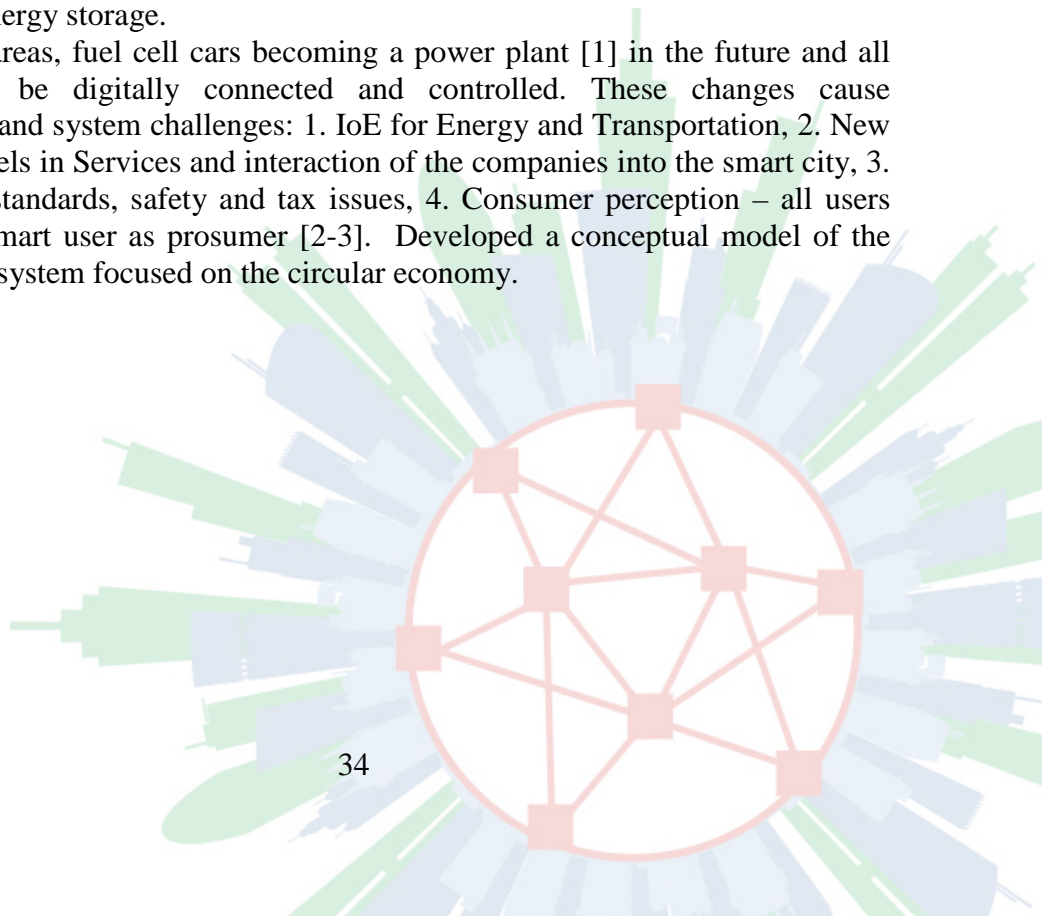 ergy storage.
reas, fuel cell cars becoming a power plant [1] in the future and all
be digitally connected and controlled. These changes cause
and system challenges: 1. IoE for Energy and Transportation, 2. New
els in Services and interaction of the companies into the smart city, 3.
standards, safety and tax issues, 4. Consumer perception – all users
mart user as prosumer [2-3]. Developed a conceptual model of the
system focused on the circular economy.
34